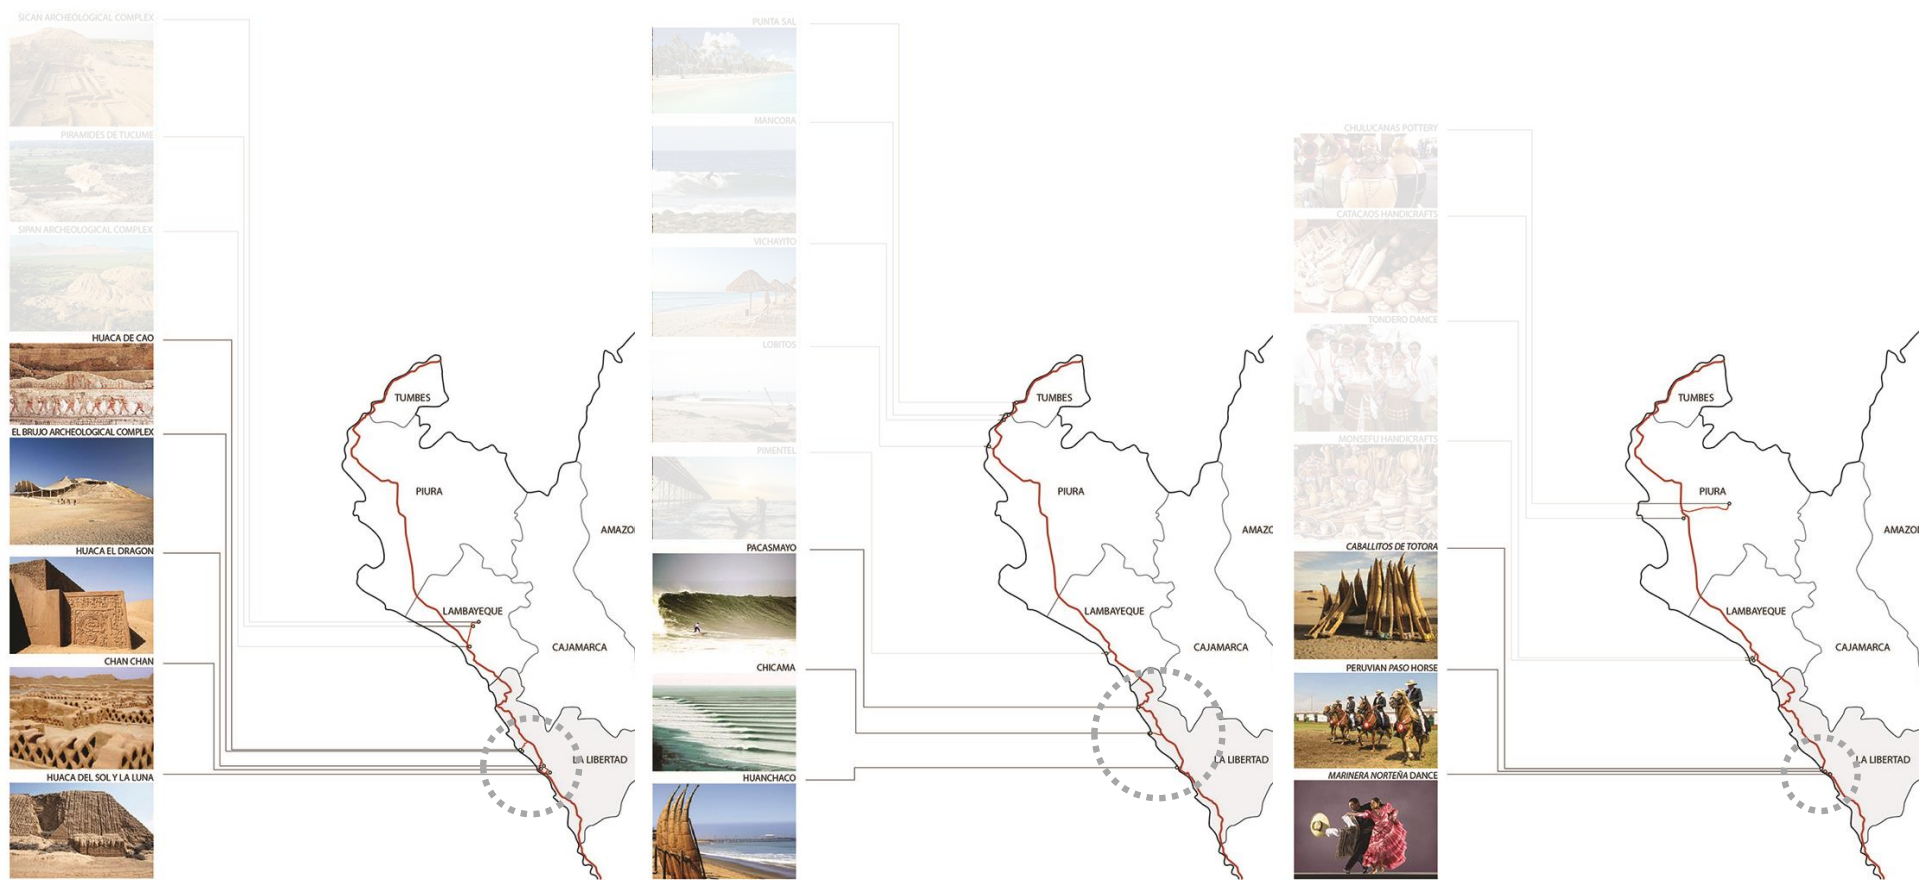 SICAN ARCHEOLOGICAL COMPLEX
PIRAMIDES DE TUCUME
SIPAN ARCHEOLOGICAL COMPLEX
HUACA DE CAO
EL BRUJO ARCHEOLOGICAL COMPLEX
HUACA EL DRAGON
CHAN CHAN
HUACA DEL SOL Y LA LUNA
TUMBES
PIURA
AMAZO
LAMBAYEQUE
CAJAMARCA
LA LIBERTAD
PUNTA SAL
MANCORA
VICHAYITO
LOBITOS
PIMENTEL
PACASMAYO
CHICAMA
HUANCHACO
TUMBES
PIURA
AMAZ
LAMBAYEQUE
CAJAMARCA
LA LIBERTAD
CHULUCANAS POTTERY
CATACAOS HANDICRAFTS
TONDERO DANCE
MONSEFU HANDICRAFTS
CABALLITOS DE TOTORA
PERUVIAN PASO HORSE
MARINERA NORTEÑA DANCE
TUMBES
PIURA
AMAZO
LAMBAYEQUE
CAJAMARCA
LA LIBERTAD